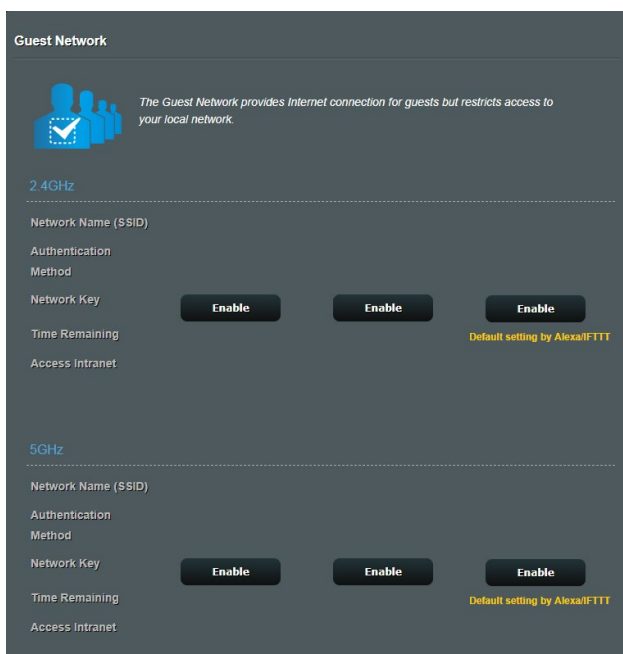 Guest Network
The Guest Network provides Internet connection for guests but restricts access to
your local network.
2.4GHz
Network Name (SSID)
Authentication
Method
Network Key
Enable Enable Enable
Time Remaining
Default setting by Alexa/IFTTT
Access Intranet
5GHz
Network Name (SSID)
Authentication
Method
Network Key
Enable Enable Enable
Time Remaining
Default setting by Alexa/IFTTT
Access Intranet